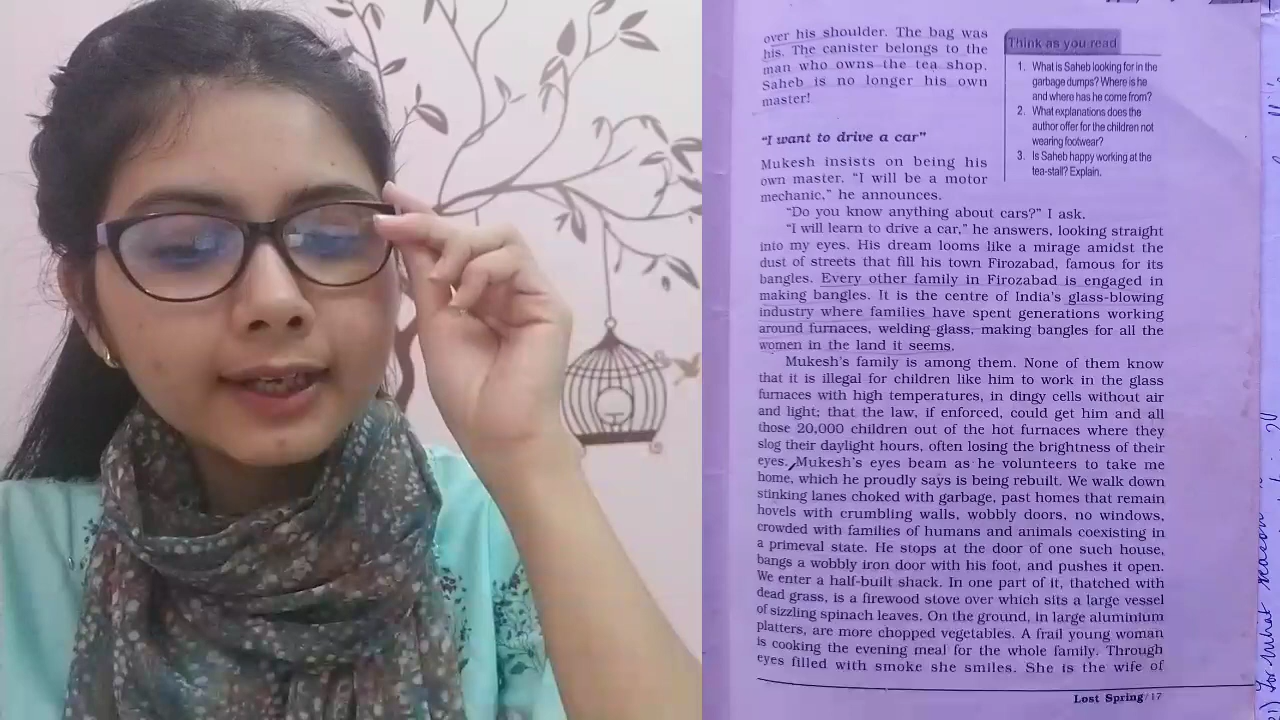 over his shoulder. The bag was
his. The canister belongs to the
man who owns the tea shop.
Saheb is no longer his own
master!
Think as you read
1. What is Saheb looking for in the
garbage dumps? Where is he
and where has he come from?
2. What explanations does the
author offer for the children not
wearing footwear?
3. Is Saheb happy working at the
tea-stall? Explain.
"I want to drive a car"
Mukesh insists on being his
own master. "I will be a motor
mechanic," he announces.
"Do you know anything about cars?" I ask.
"I will learn to drive a car," he answers, looking straight
into my eyes. His dream looms like a mirage amidst the
dust of streets that fill his town Firozabad, famous for its
bangles. Every other family in Firozabad is engaged in
making bangles. It is the centre of India's glass-blowing
industry where families have spent generations working
around furnaces, welding glass, making bangles for all the
women in the land it seems.
Mukesh's family is among them. None of them know
that it is illegal for children like him to work in the glass
furnaces with high temperatures, in dingy cells without air
and light; that the law, if enforced, could get him and all
those 20,000 children out of the hot furnaces where they
slog their daylight hours, often losing the brightness of their
eyes. Mukesh's eyes beam as he volunteers to take me
home, which he proudly says is being rebuilt. We walk down
stinking lanes choked with garbage, past homes that remain
hovels with crumbling walls, wobbly doors, no windows,
crowded with families of humans and animals coexisting in
a primeval state. He stops at the door of one such house,
bangs a wobbly iron door with his foot, and pushes it open.
We enter a half-built shack. In one part of it, thatched with
dead grass, is a firewood stove over which sits a large vessel
of sizzling spinach leaves. On the ground, in large aluminium
platters, are more chopped vegetables. A frail young woman
is cooking the evening meal for the whole family. Through
eyes filled with smoke she smiles. She is the wife of
Lost Spring/17